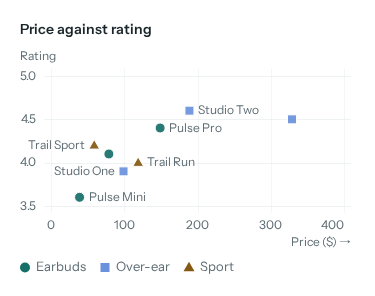 Price against rating
Rating
5.0
4.5
4.0
3.5
Studio Two
Pulse Pro
Trail Sport
Trail Run
Studio One
Pulse Mini
0 100 200 300 400
Price ($) →
Earbuds Over-ear Sport